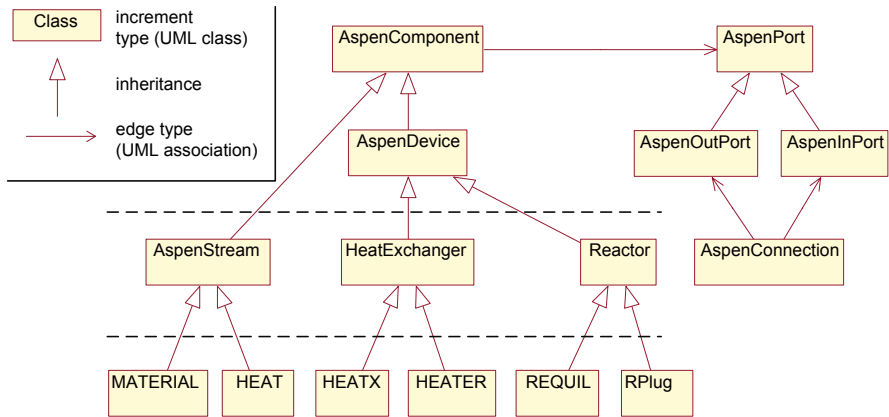 Class
increment
type (UML class)
inheritance
edge type
(UML association)
AspenComponent
AspenPort
AspenDevice
AspenOutPort
AspenInPort
AspenStream
HeatExchanger
Reactor
AspenConnection
MATERIAL
HEAT
HEATX
HEATER
REQUIL
RPlug